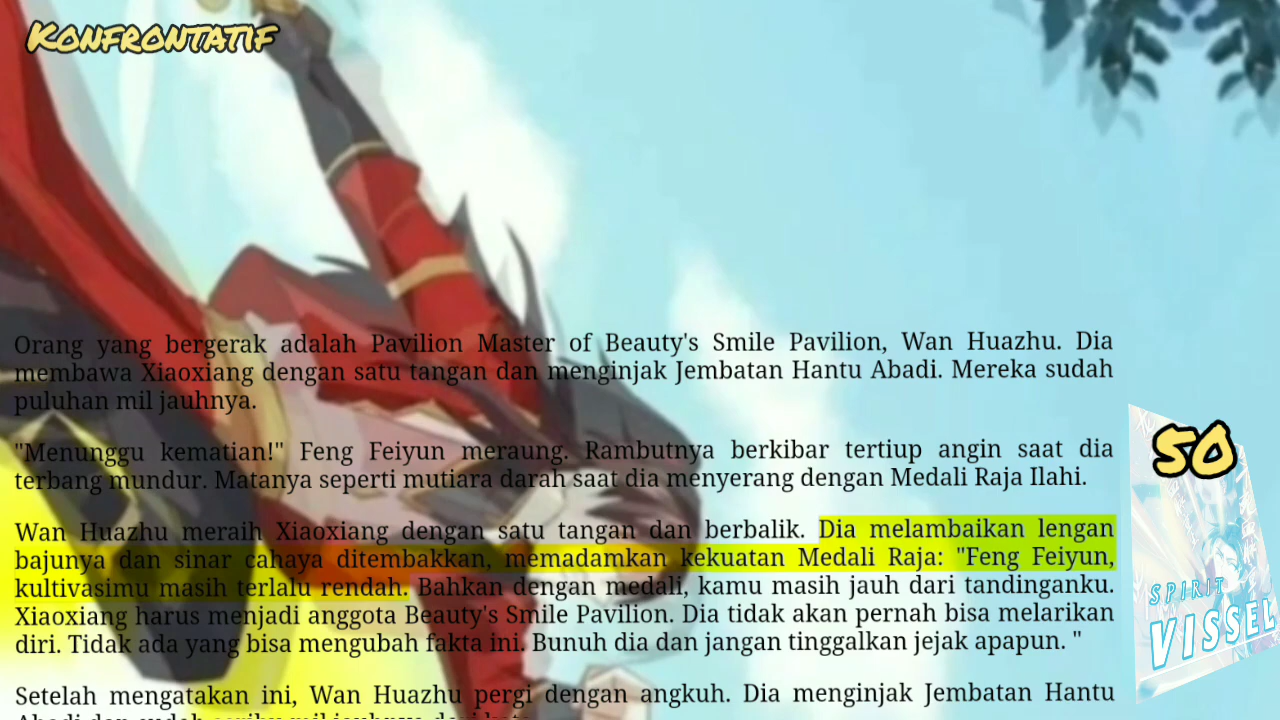 Konfrontatif
Orang yang bergerak adalah Pavilion Master of Beauty's Smile Pavilion, Wan Huazhu. Dia
membawa Xiaoxiang dengan satu tangan dan menginjak Jembatan Hantu Abadi. Mereka sudah
puluhan mil jauhnya.
"Menunggu kematian!" Feng Feiyun meraung. Rambutnya berkibar tertiup angin saat dia
terbang mundur. Matanya seperti mutiara darah saat dia menyerang dengan Medali Raja Ilahi.
Wan Huazhu meraih Xiaoxiang dengan satu tangan dan berbalik. Dia melambaikan lengan
bajunya dan sinar cahaya ditembakkan, memadamkan kekuatan Medali Raja: "Feng Feiyun,
kultivasimu masih terlalu rendah. Bahkan dengan medali, kamu masih jauh dari tandinganku.
Xiaoxiang harus menjadi anggota Beauty's Smile Pavilion. Dia tidak akan pernah bisa melarikan
diri. Tidak ada yang bisa mengubah fakta ini. Bunuh dia dan jangan tinggalkan jejak apapun. "
Setelah mengatakan ini, Wan Huazhu pergi dengan angkuh. Dia menginjak Jembatan Hantu
50
SPIRIT
VISSEL